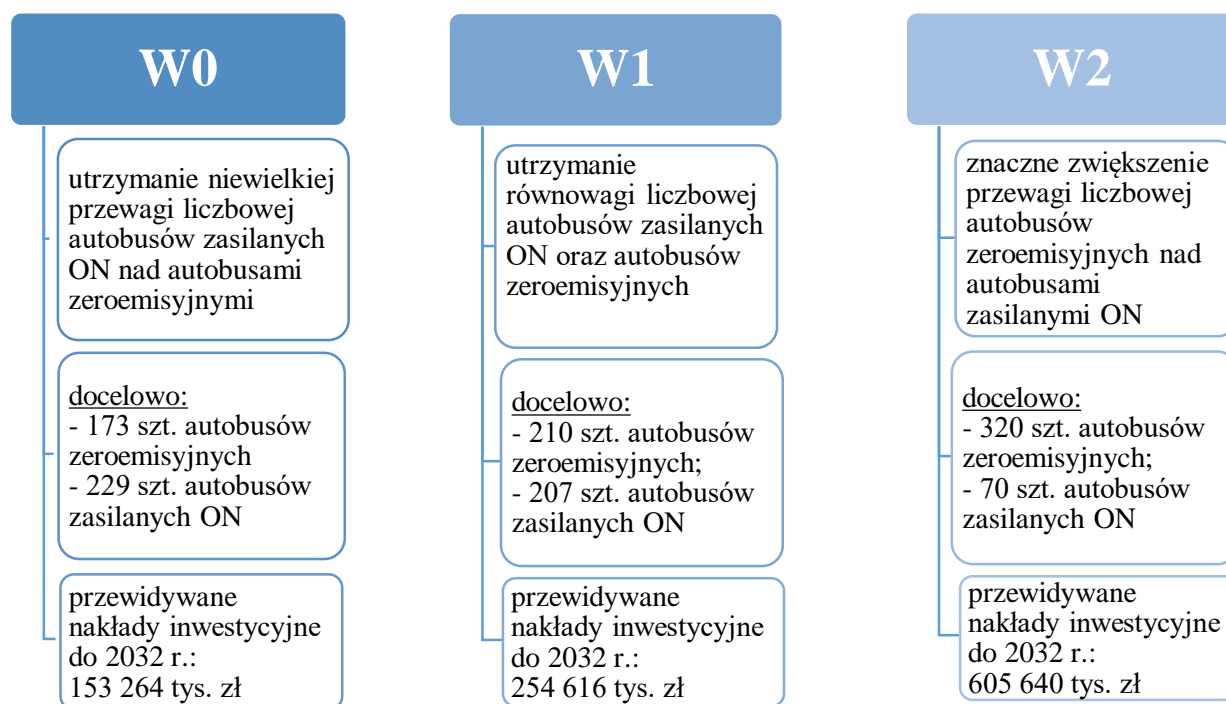 W0
utrzymanie niewielkiej
przewagi liczbowej
autobusów zasilanych
ON nad autobusami
zeroemisyjnymi
docelowo:
- 173 szt. autobusów
zeroemisyjnych
- 229 szt. autobusów
zasilanych ON
przewidywane
nakłady inwestycyjne
do 2032 r.:
153 264 tys. zł
W1
utrzymanie
równowagi liczbowej
autobusów zasilanych
ON oraz autobusów
zeroemisyjnych
docelowo:
- 210 szt. autobusów
zeroemisyjnych;
- 207 szt. autobusów
zasilanych ON
przewidywane
nakłady inwestycyjne
do 2032 r.:
254 616 tys. zł
W2
znaczne zwiększenie
przewagi liczbowej
autobusów
zeroemisyjnych nad
autobusami
zasilanymi ON
docelowo:
- 320 szt. autobusów
zeroemisyjnych;
- 70 szt. autobusów
zasilanych ON
przewidywane
nakłady inwestycyjne
do 2032 r.:
605 640 tys. zł